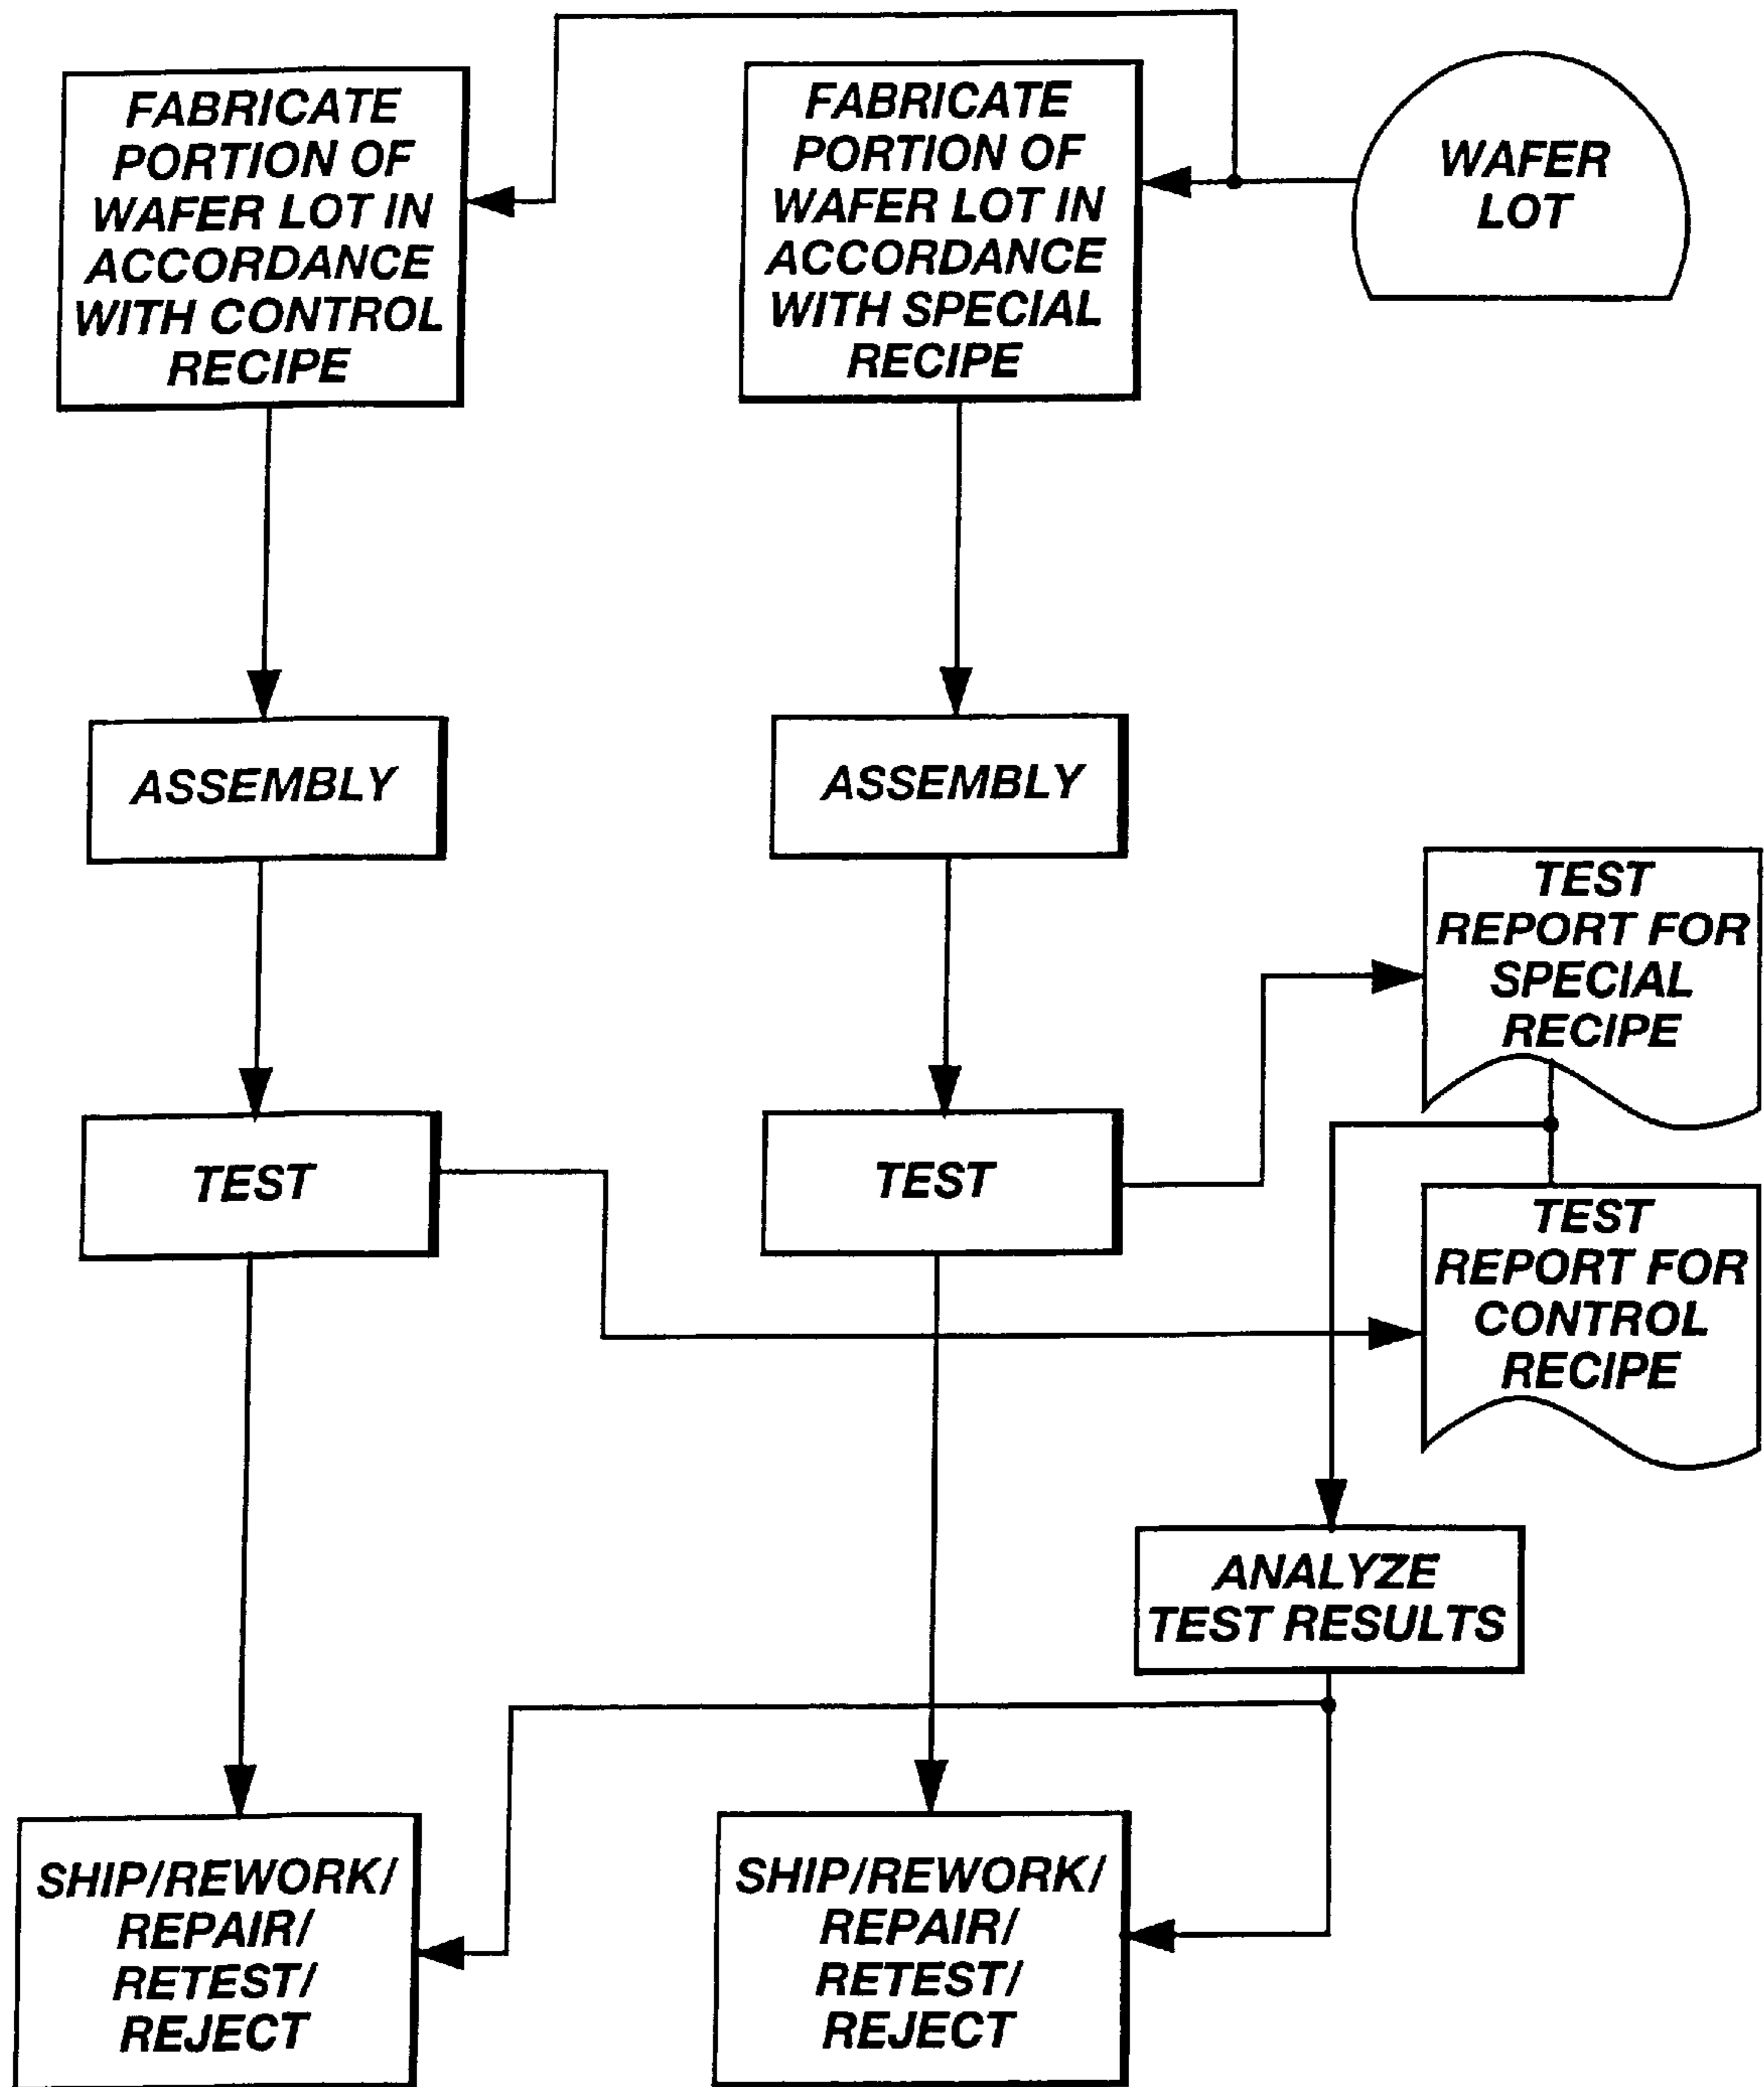 FABRICATE
PORTION OF
WAFER LOT IN
ACCORDANCE
WITH CONTROL
RECIPE
FABRICATE
PORTION OF
WAFER LOT IN
ACCORDANCE
WITH SPECIAL
RECIPE
WAFER
LOT
ASSEMBLY
ASSEMBLY
TEST
REPORT FOR
SPECIAL
RECIPE
TEST
TEST
TEST
REPORT FOR
CONTROL
RECIPE
ANALYZE
TEST RESULTS
SHIP/REWORK/
REPAIR/
RETEST/
REJECT
SHIP/REWORK/
REPAIR/
RETEST/
REJECT